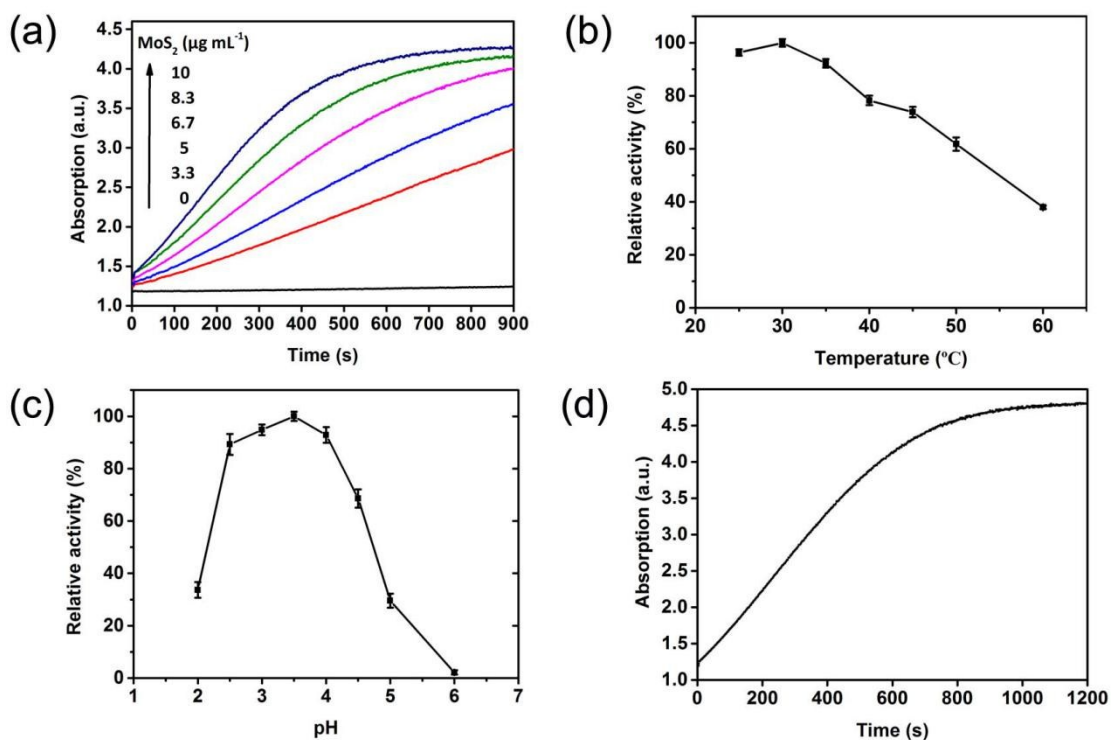 (a)
4.5
4.0
3.5
3.0
2.5
2.0
1.5
1.0
Absorption (a.u.)
MoS₂ (µg mL⁻¹)
10
8.3
6.7
5
3.3
0
0 100 200 300 400 500 600 700 800 900
Time (s)
(b)
100
80
60
40
20
0
Relative activity (%)
20 30 40 50 60
Temperature (°C)
(c)
100
80
60
40
20
0
Relative activity (%)
1 2 3 4 5 6 7
pH
(d)
5.0
4.5
4.0
3.5
3.0
2.5
2.0
1.5
1.0
Absorption (a.u.)
0 200 400 600 800 1000 1200
Time (s)